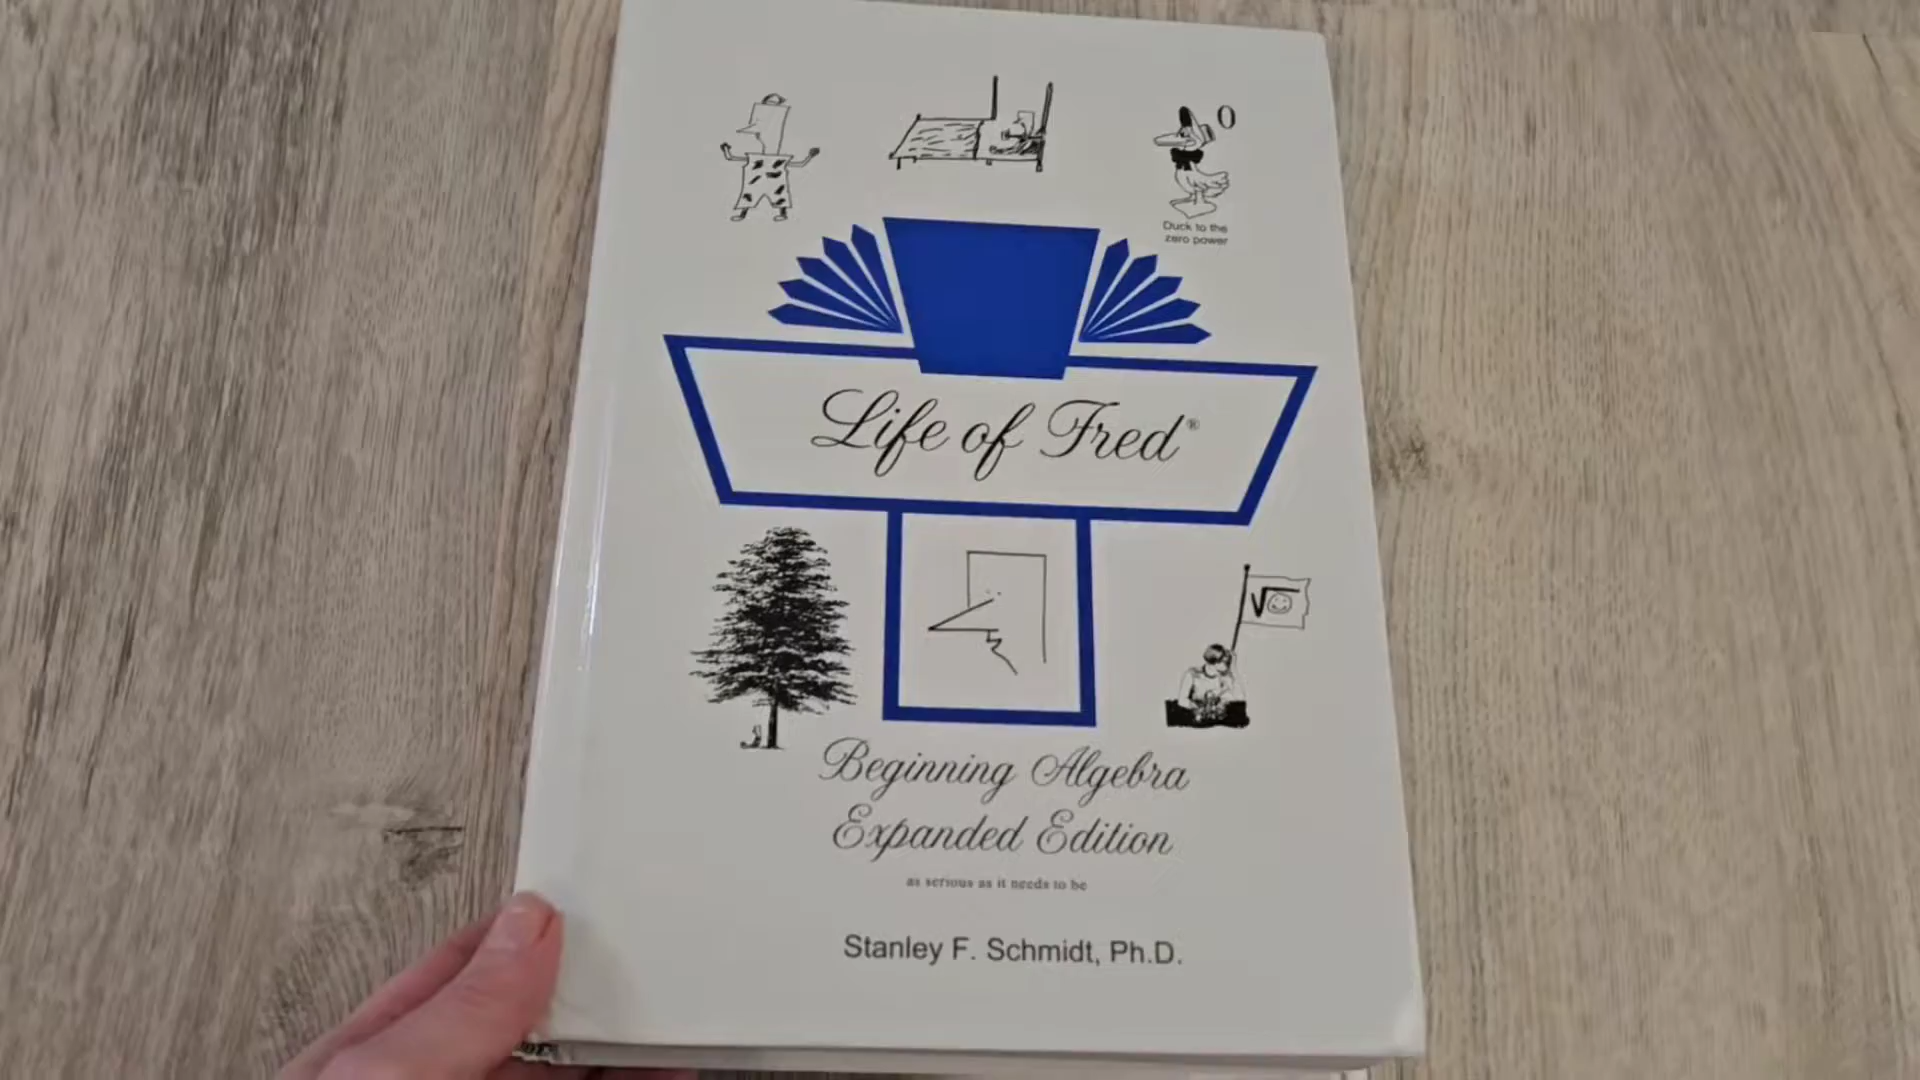 0
Duck to the
zero power
Life of Fred®
√
Beginning Algebra
Expanded Edition
as serious as it needs to be
Stanley F. Schmidt, Ph.D.